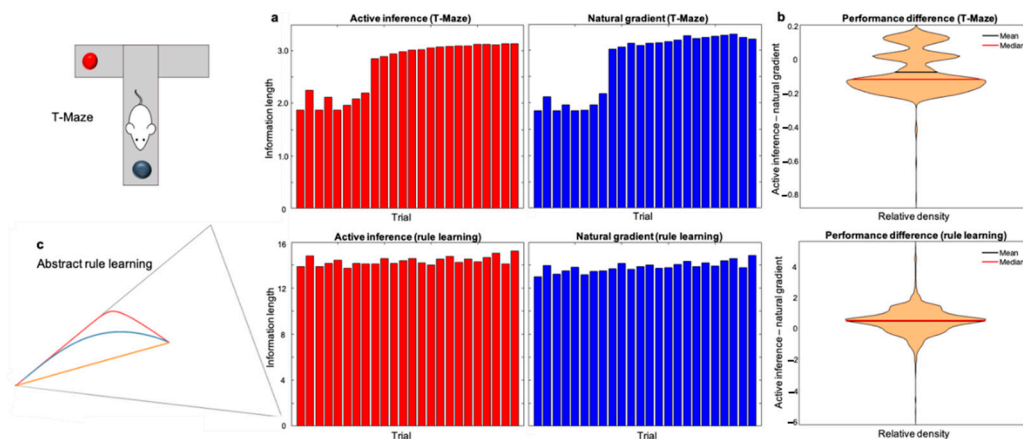 a
b
Active inference (T-Maze)
Natural gradient (T-Maze)
Performance difference (T-Maze)
T-Maze
Information length
3.0
2.0
1.0
0
Trial
Trial
Active inference – natural gradient
0.2
0
−0.2
−0.4
−0.6
−0.8
Mean
Median
Relative density
c
Abstract rule learning
Active inference (rule learning)
Natural gradient (rule learning)
Performance difference (rule learning)
Information length
16
14
12
8
4
0
Trial
Trial
Active inference – natural gradient
4
2
0
−2
−4
−6
Mean
Median
Relative density